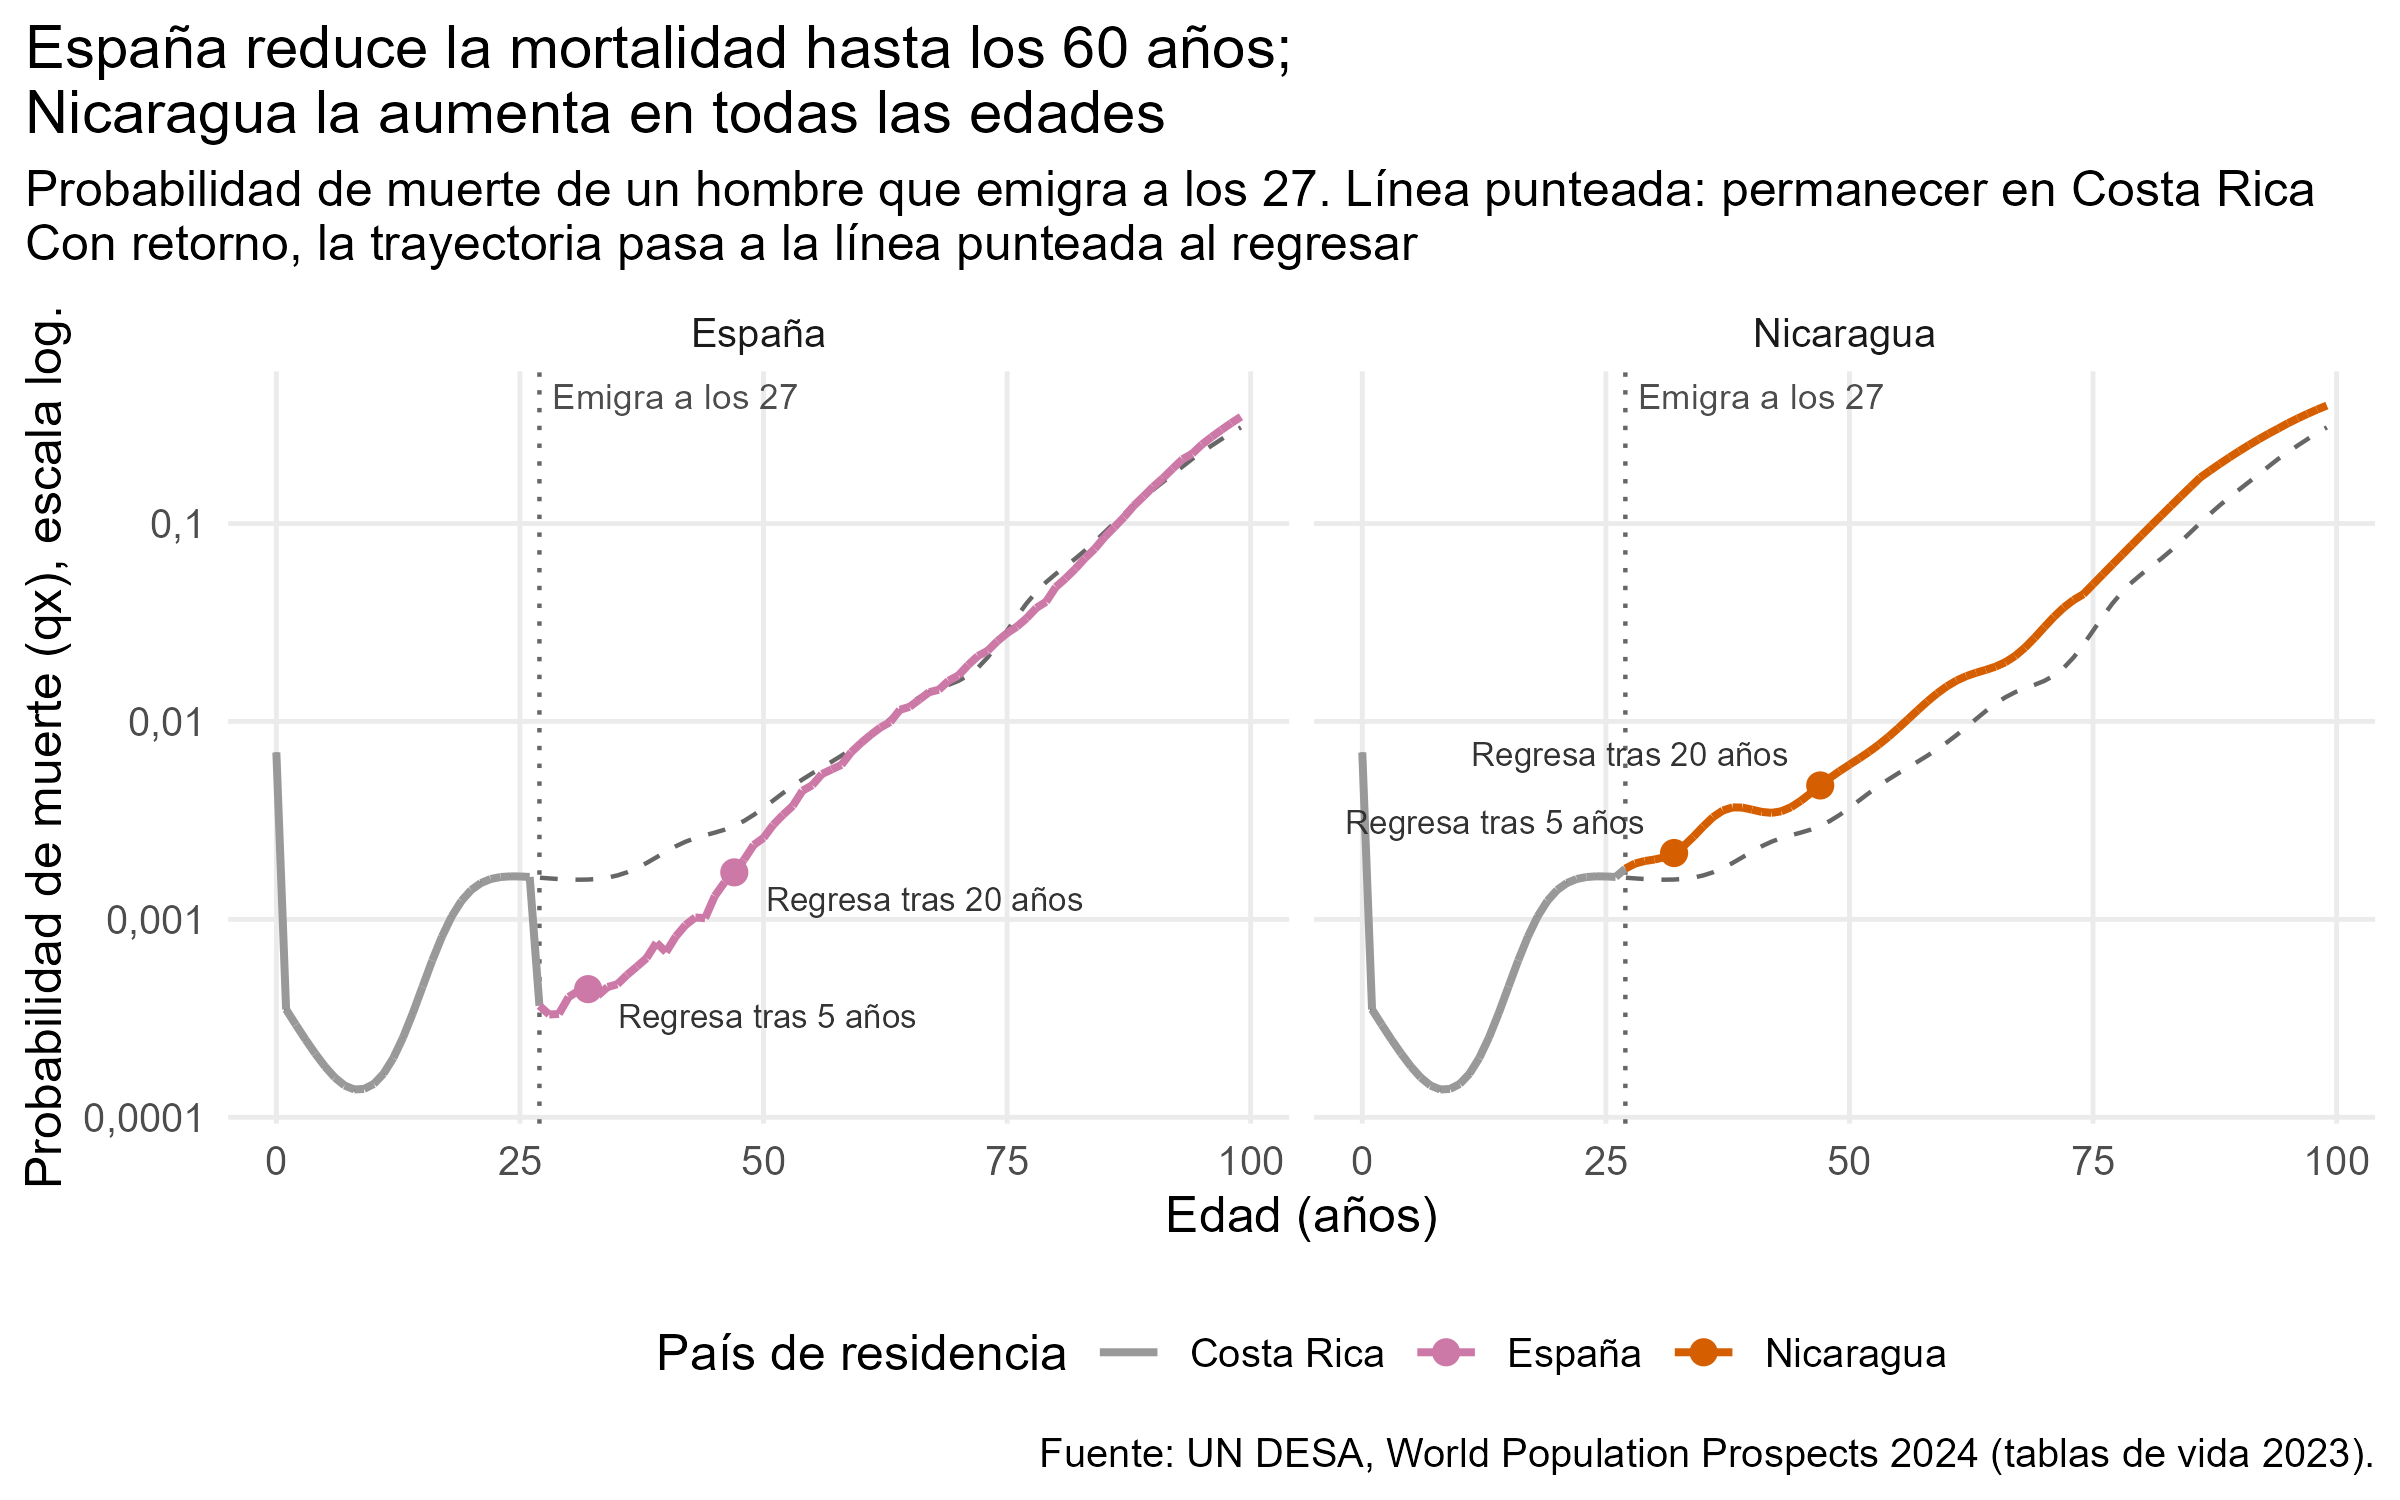 España reduce la mortalidad hasta los 60 años;
Nicaragua la aumenta en todas las edades
Probabilidad de muerte de un hombre que emigra a los 27. Línea punteada: permanecer en Costa Rica
Con retorno, la trayectoria pasa a la línea punteada al regresar
Probabilidad de muerte (qx), escala log.
España
Nicaragua
Emigra a los 27
Emigra a los 27
0,1
0,01
0,001
0,0001
Regresa tras 20 años
Regresa tras 5 años
Regresa tras 20 años
Regresa tras 5 años
0 25 50 75 100
0 25 50 75 100
Edad (años)
País de residencia Costa Rica España Nicaragua
Fuente: UN DESA, World Population Prospects 2024 (tablas de vida 2023).